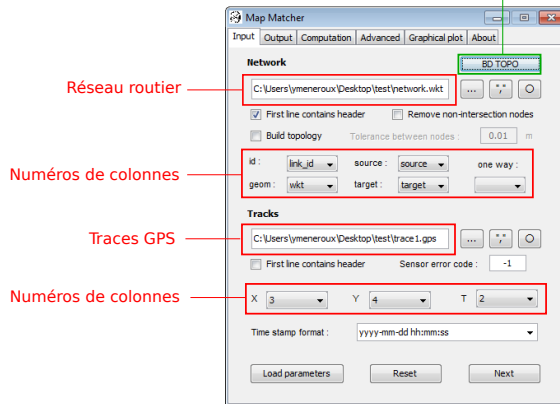 Map Matcher
Input Output Computation Advanced Graphical plot About
Network
BD TOPO
Réseau routier
C:\Users\ymeneroux\Desktop\test\network.wkt ... "," O
First line contains header Remove non-intersection nodes
Build topology Tolerance between nodes : 0.01 m
Numéros de colonnes
id : link_id source : source one way :
geom : wkt target : target
Tracks
Traces GPS
C:\Users\ymeneroux\Desktop\test\trace1.gps ... "," O
First line contains header Sensor error code : -1
Numéros de colonnes
X 3 Y 4 T 2
Time stamp format : yyyy-mm-dd hh:mm:ss
Load parameters Reset Next